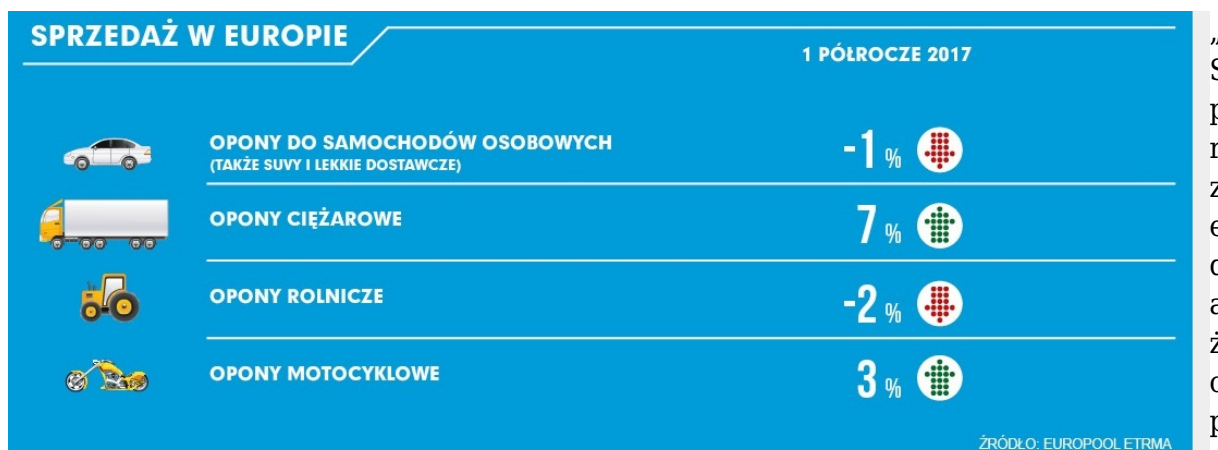 SPRZEDAŻ W EUROPIE
1 PÓŁROCZE 2017
OPONY DO SAMOCHODÓW OSOBOWYCH
(TAKŻE SUVY I LEKKIE DOSTAWCZE)
-1 %
OPONY CIĘŻAROWE
7 %
OPONY ROLNICZE
-2 %
OPONY MOTOCYKLOWE
3 %
ŹRÓDŁO: EUROPOOL ETRMA